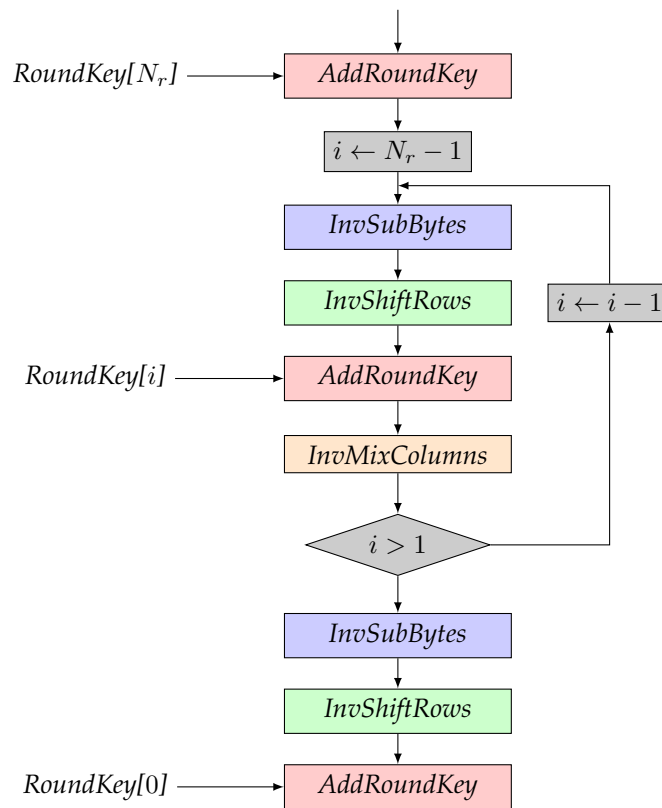 RoundKey[N_r]
AddRoundKey
i ← N_r − 1
InvSubBytes
InvShiftRows
i ← i − 1
RoundKey[i]
AddRoundKey
InvMixColumns
i > 1
InvSubBytes
InvShiftRows
RoundKey[0]
AddRoundKey